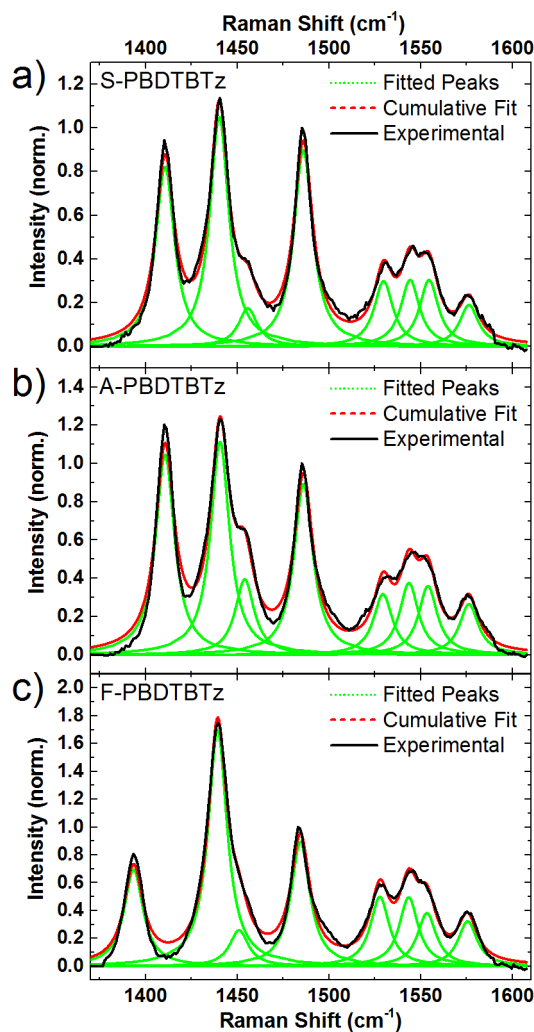 Raman Shift (cm⁻¹)
1400 1450 1500 1550 1600
a) S-PBDTBTz
Fitted Peaks
Cumulative Fit
Experimental
Intensity (norm.)
1.2
1.0
0.8
0.6
0.4
0.2
0.0
b) A-PBDTBTz
Fitted Peaks
Cumulative Fit
Experimental
Intensity (norm.)
1.4
1.2
1.0
0.8
0.6
0.4
0.2
0.0
c) F-PBDTBTz
Fitted Peaks
Cumulative Fit
Experimental
Intensity (norm.)
2.0
1.8
1.6
1.4
1.2
1.0
0.8
0.6
0.4
0.2
0.0
1400 1450 1500 1550 1600
Raman Shift (cm⁻¹)